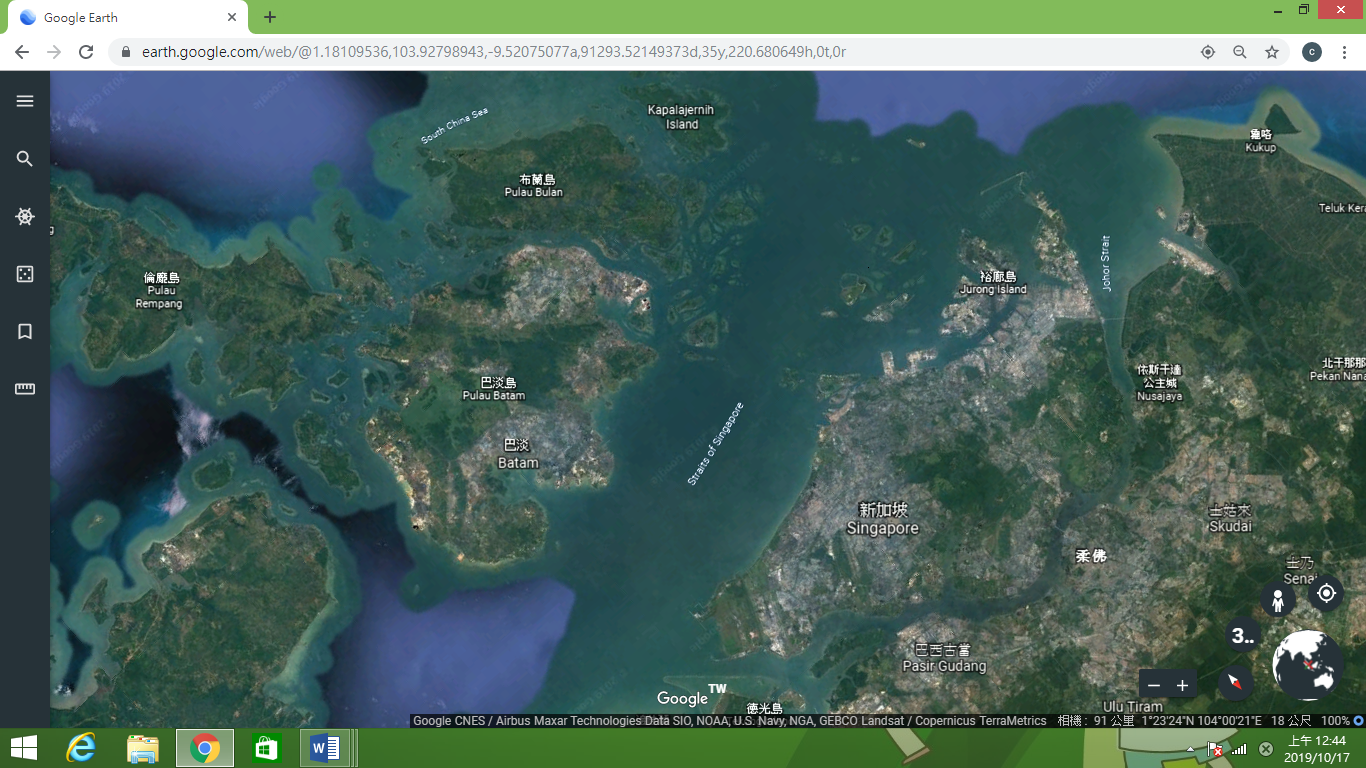 Google Earth
earth.google.com/web/@1.18109536,103.92798943,-9.52075077a,91293.52149373d,35y,220.680649h,0t,0r
c
South China Sea
Kapalajernih
Island
龜咯
Kukup
布蘭島
Pulau Bulan
Teluk Kera
倫龐島
Pulau
Rempang
裕廊島
Jurong Island
Johor Strait
巴淡島
Pulau Batam
依斯干達
公主城
Nusajaya
北干那那
Pekan Nana
Straits of Singapore
巴淡
Batam
新加坡
Singapore
士姑來
Skudai
柔佛
士乃
Senai
巴西古當
Pasir Gudang
3..
Google
TW
德光島
Ulu Tiram
Google CNES / Airbus Maxar Technologies Data SIO, NOAA, U.S. Navy, NGA, GEBCO Landsat / Copernicus TerraMetrics 相機：91 公里 1°23'24"N 104°00'21"E 18 公尺 100%
上午 12:44
2019/10/17